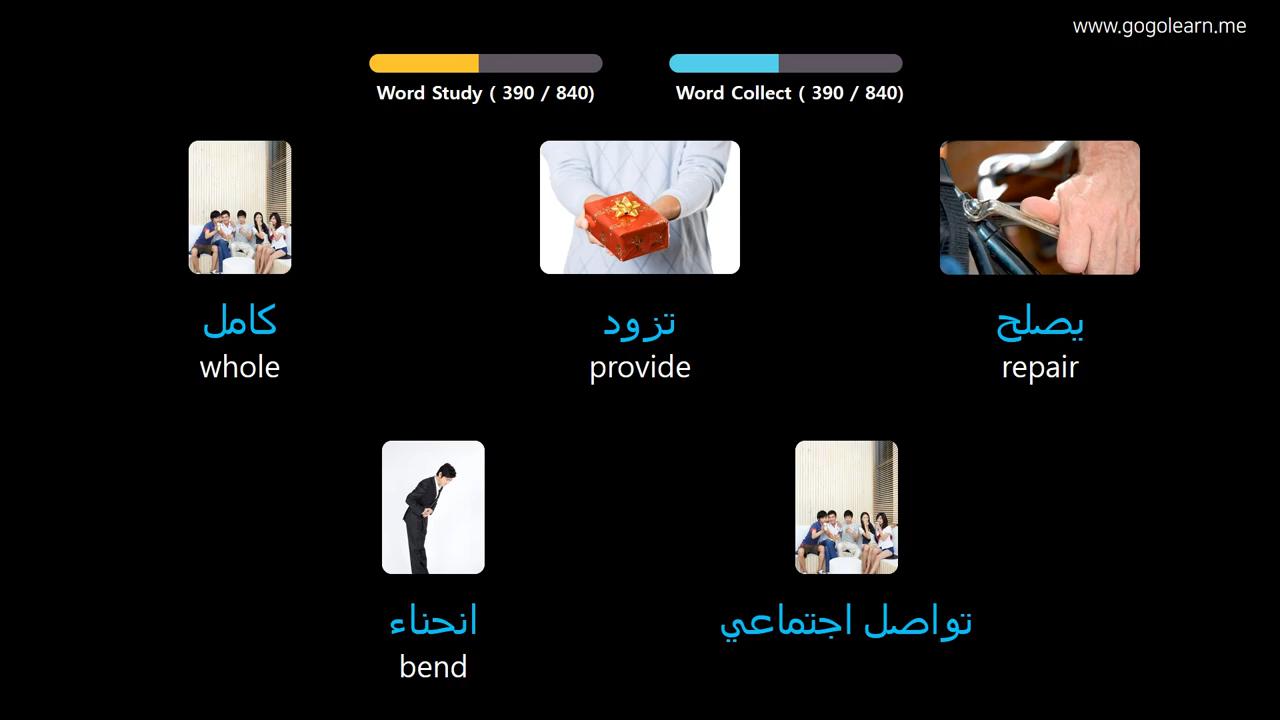 www.gogolearn.me
Word Study ( 390 / 840)
Word Collect ( 390 / 840)
كامل
whole
تزود
provide
يصلح
repair
انحناء
bend
تواصل اجتماعي